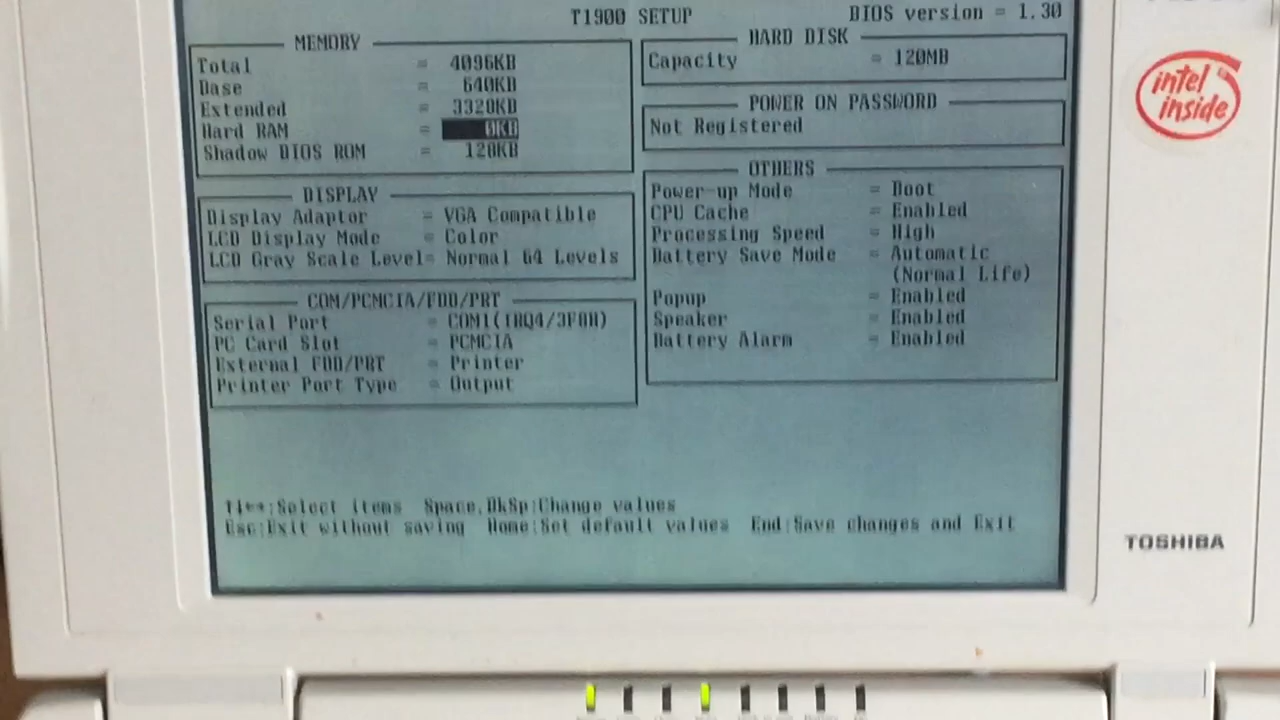 T1900 SETUP
BIOS version = 1.30
MEMORY
Total = 4096KB
Base = 640KB
Extended = 3328KB
Hard RAM = 0KB
Shadow BIOS ROM = 128KB
DISPLAY
Display Adaptor = VGA Compatible
LCD Display Mode = Color
LCD Gray Scale Level= Normal 64 Levels
COM/PCMCIA/FDD/PRT
Serial Port = COM1(IRQ4/3F8H)
PC Card Slot = PCMCIA
External FDD/PRT = Printer
Printer Port Type = Output
HARD DISK
Capacity = 120MB
POWER ON PASSWORD
Not Registered
OTHERS
Power-up Mode = Boot
CPU Cache = Enabled
Processing Speed = High
Battery Save Mode = Automatic
(Normal Life)
Popup = Enabled
Speaker = Enabled
Battery Alarm = Enabled
↑↓←→:Select items Space,BkSp:Change values
Esc:Exit without saving Home:Set default values End:Save changes and Exit
intel
inside
TOSHIBA